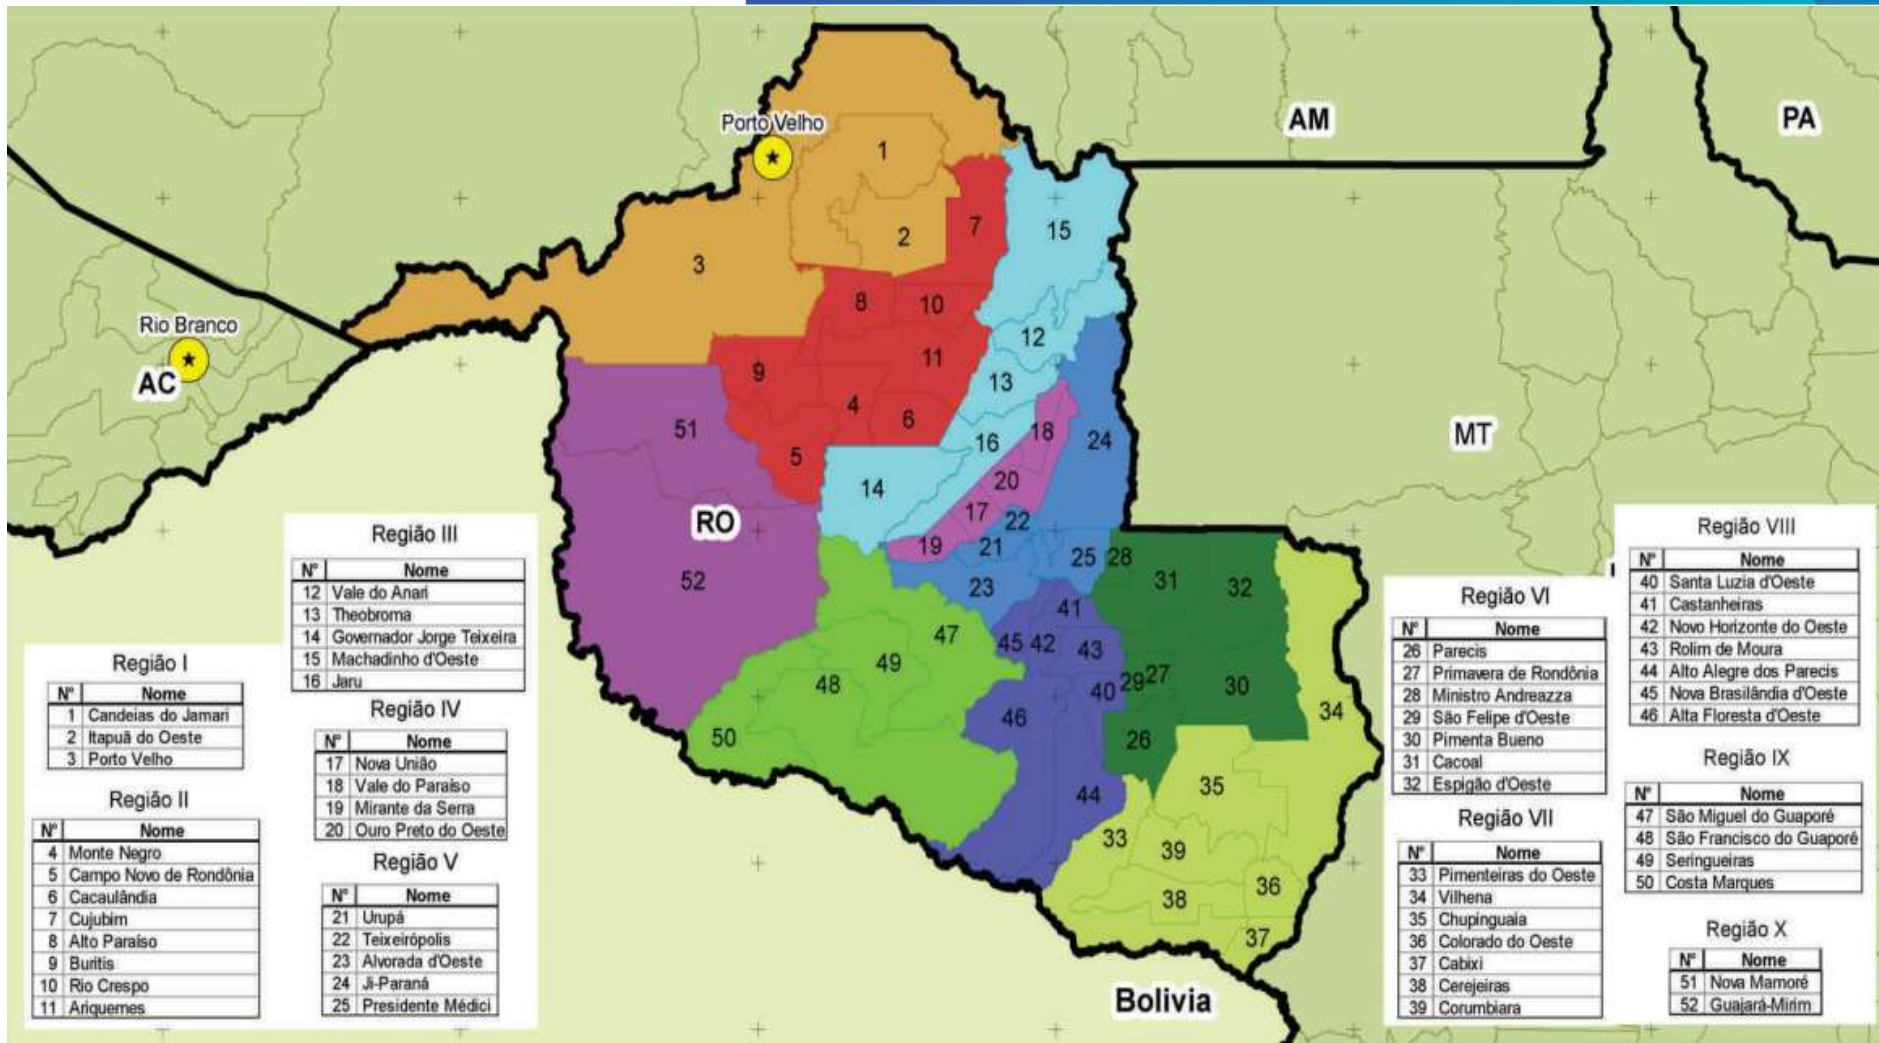 Porto Velho
Rio Branco
AC
AM
PA
MT
RO
Bolivia
1
2
3
7
15
8
10
12
11
9
13
4
6
51
16
18
24
5
14
20
17
22
19
21
25
28
31
32
52
23
41
47
45
42
43
49
48
29
27
40
30
34
46
50
26
44
35
33
39
36
38
37
Região I
Nº Nome
1 Candeias do Jamari
2 Itapuã do Oeste
3 Porto Velho
Região II
Nº Nome
4 Monte Negro
5 Campo Novo de Rondônia
6 Cacaulândia
7 Cujubim
8 Alto Paraíso
9 Buritis
10 Rio Crespo
11 Ariquemes
Região III
Nº Nome
12 Vale do Anari
13 Theobroma
14 Governador Jorge Teixeira
15 Machadinho d'Oeste
16 Jaru
Região IV
Nº Nome
17 Nova União
18 Vale do Paraíso
19 Mirante da Serra
20 Ouro Preto do Oeste
Região V
Nº Nome
21 Urupá
22 Teixeirópolis
23 Alvorada d'Oeste
24 Ji-Paraná
25 Presidente Médici
Região VI
Nº Nome
26 Parecis
27 Primavera de Rondônia
28 Ministro Andreazza
29 São Felipe d'Oeste
30 Pimenta Bueno
31 Cacoal
32 Espigão d'Oeste
Região VII
Nº Nome
33 Pimenteiras do Oeste
34 Vilhena
35 Chupinguaia
36 Colorado do Oeste
37 Cabixi
38 Cerejeiras
39 Corumbiara
Região VIII
Nº Nome
40 Santa Luzia d'Oeste
41 Castanheiras
42 Novo Horizonte do Oeste
43 Rolim de Moura
44 Alto Alegre dos Parecis
45 Nova Brasilândia d'Oeste
46 Alta Floresta d'Oeste
Região IX
Nº Nome
47 São Miguel do Guaporé
48 São Francisco do Guaporé
49 Seringueiras
50 Costa Marques
Região X
Nº Nome
51 Nova Mamoré
52 Guajará-Mirim